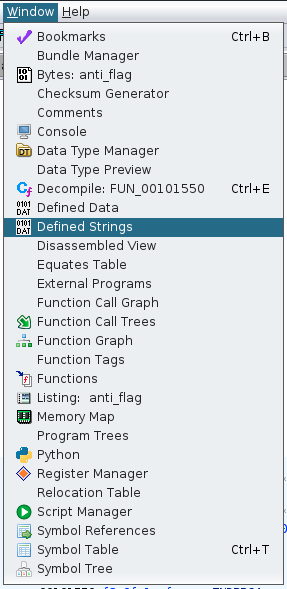 Window Help
Bookmarks Ctrl+B
Bundle Manager
Bytes: anti_flag
Checksum Generator
Comments
Console
Data Type Manager
Data Type Preview
Decompile: FUN_00101550 Ctrl+E
Defined Data
Defined Strings
Disassembled View
Equates Table
External Programs
Function Call Graph
Function Call Trees
Function Graph
Function Tags
Functions
Listing: anti_flag
Memory Map
Program Trees
Python
Register Manager
Relocation Table
Script Manager
Symbol References
Symbol Table Ctrl+T
Symbol Tree